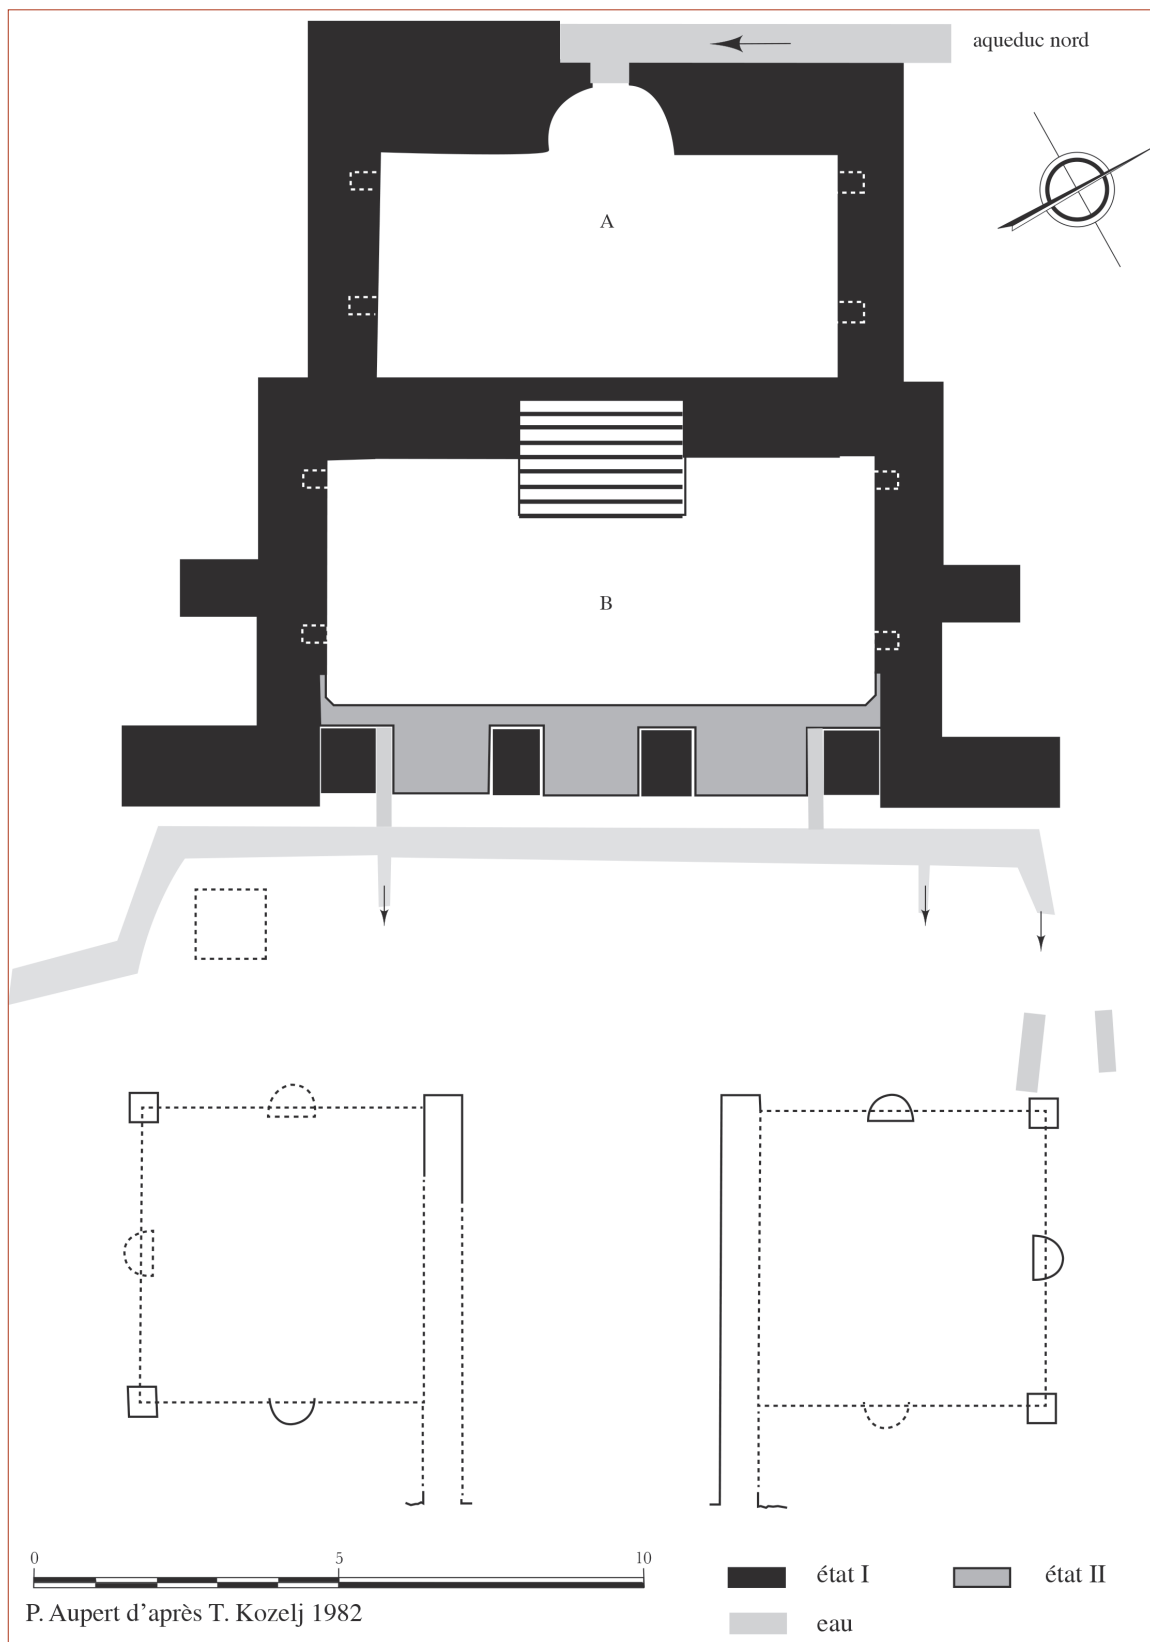 aqueduc nord
A
B
0 5 10
état I
état II
P. Aupert d'après T. Kozelj 1982
eau